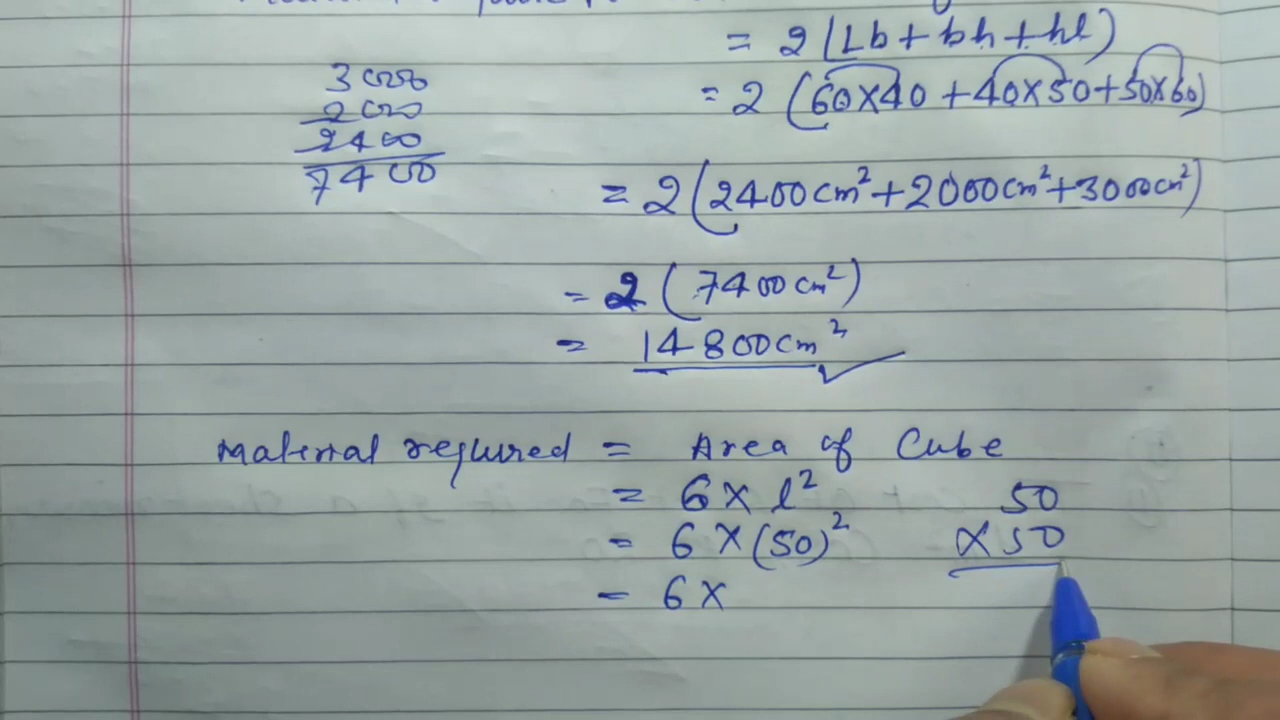 = 2 (Lb + bh + hl)
= 2 (60×40 + 40×50 + 50×60)
3000
2000
2400
7400
= 2 (2400 cm² + 2000 cm² + 3000 cm²)
= 2 (7400 cm²)
= 14800 cm²
Material required = Area of Cube
= 6 × l²
= 6 × (50)²
50
× 50
= 6 ×